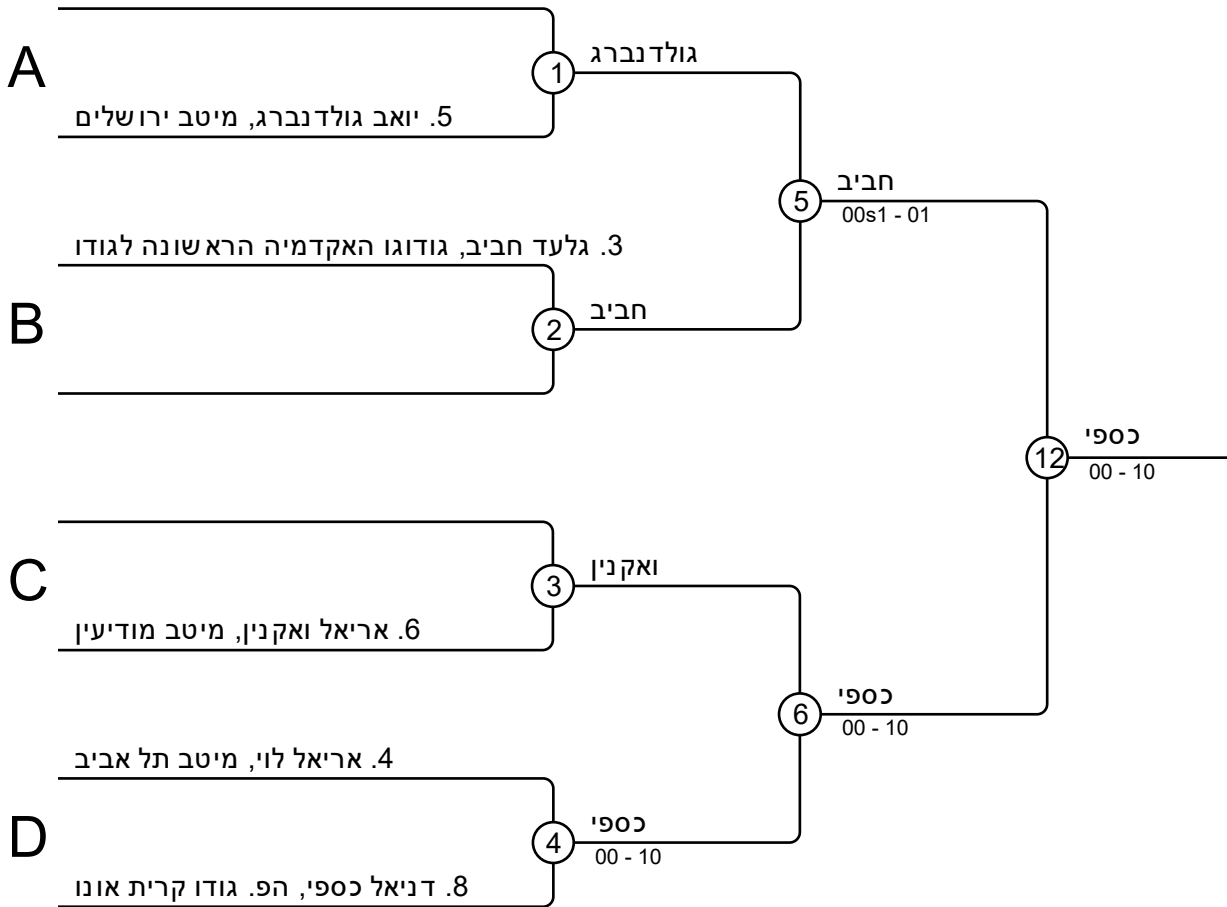 A
1
גולדנברג
5. יואב גולדנברג, מיטב ירושלים
5
חביב
00s1 - 01
3. גלעד חביב, גודוגו האקדמיה הראשונה לגודו
B
2
חביב
12
כספי
00 - 10
C
3
ואקנין
6. אריאל ואקנין, מיטב מודיעין
6
כספי
00 - 10
4. אריאל לוי, מיטב תל אביב
D
4
כספי
00 - 10
8. דניאל כספי, הפ. גודו קרית אונו